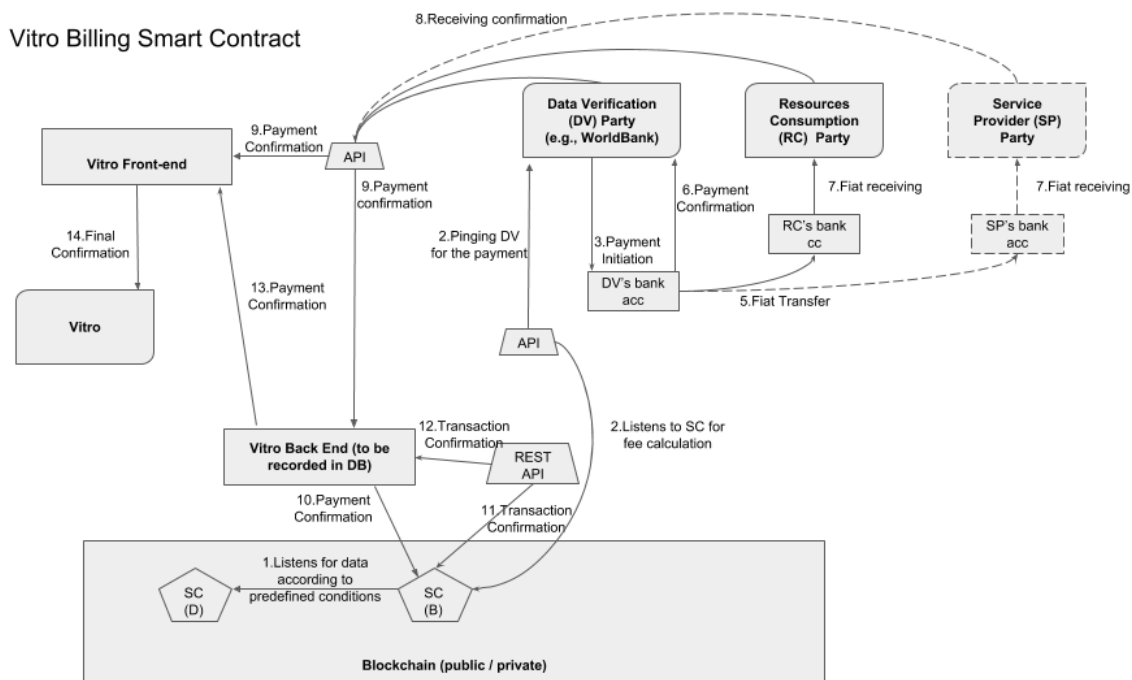 Vitro Billing Smart Contract
8.Receiving confirmation
Data Verification
(DV) Party
(e.g., WorldBank)
Resources
Consumption
(RC) Party
Service
Provider (SP)
Party
9.Payment
Confirmation
API
Vitro Front-end
9.Payment
confirmation
6.Payment
Confirmation
7.Fiat receiving
7.Fiat receiving
2.Pinging DV
for the payment
3.Payment
Initiation
RC's bank
cc
SP's bank
acc
14.Final
Confirmation
13.Payment
Confirmation
DV's bank
acc
5.Fiat Transfer
Vitro
API
12.Transaction
Confirmation
2.Listens to SC for
fee calculation
Vitro Back End (to be
recorded in DB)
REST
API
10.Payment
Confirmation
11.Transaction
Confirmation
1.Listens for data
according to
predefined conditions
SC
(D)
SC
(B)
Blockchain (public / private)